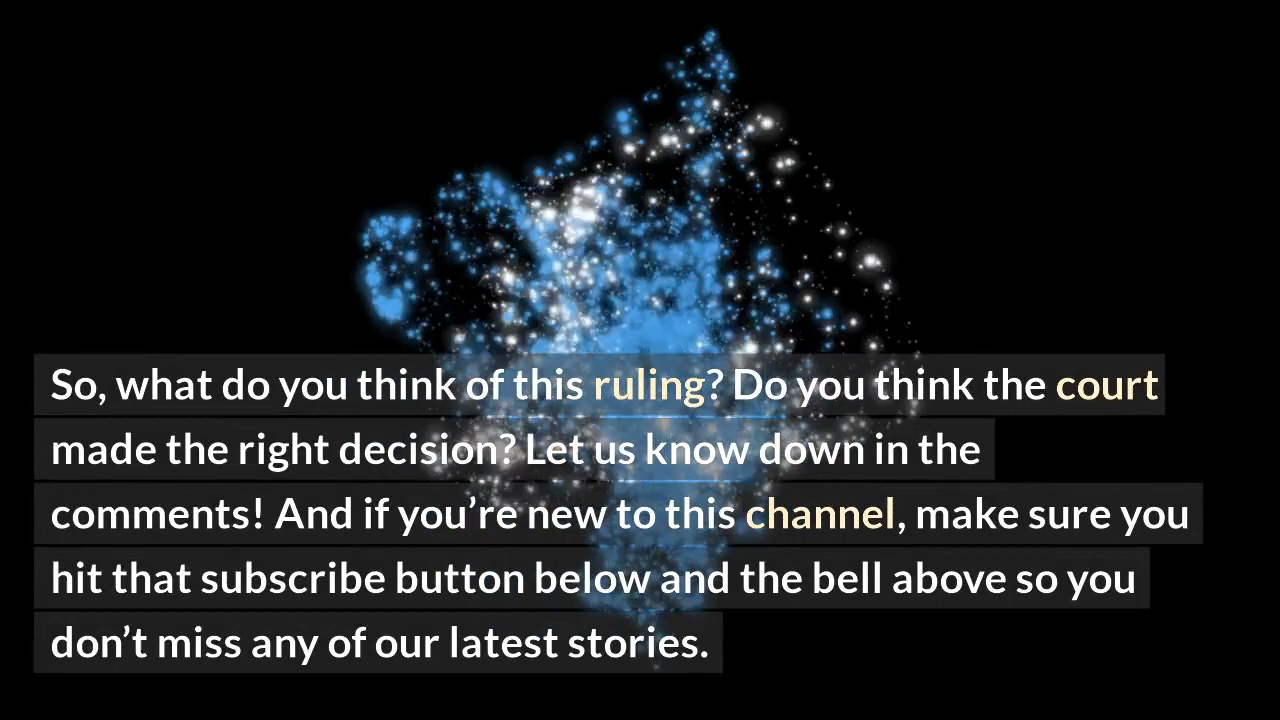 So, what do you think of this ruling? Do you think the court
made the right decision? Let us know down in the
comments! And if you’re new to this channel, make sure you
hit that subscribe button below and the bell above so you
don’t miss any of our latest stories.